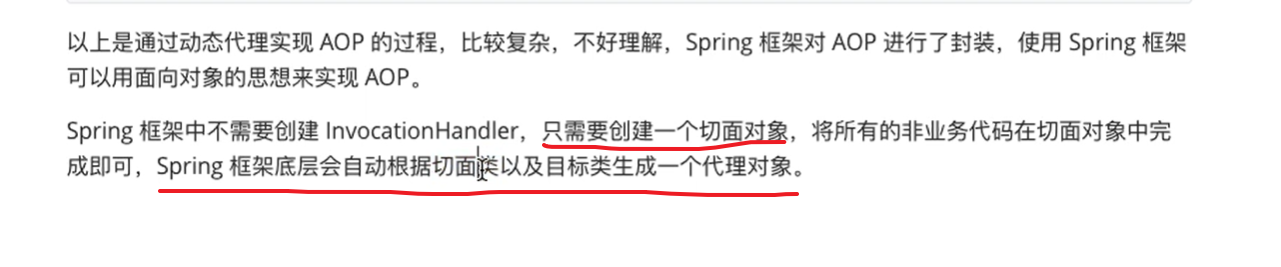 以上是通过动态代理实现 AOP 的过程，比较复杂，不好理解，Spring 框架对 AOP 进行了封装，使用 Spring 框架
可以用面向对象的思想来实现 AOP。
Spring 框架中不需要创建 InvocationHandler，只需要创建一个切面对象，将所有的非业务代码在切面对象中完
成即可，Spring 框架底层会自动根据切面类以及目标类生成一个代理对象。